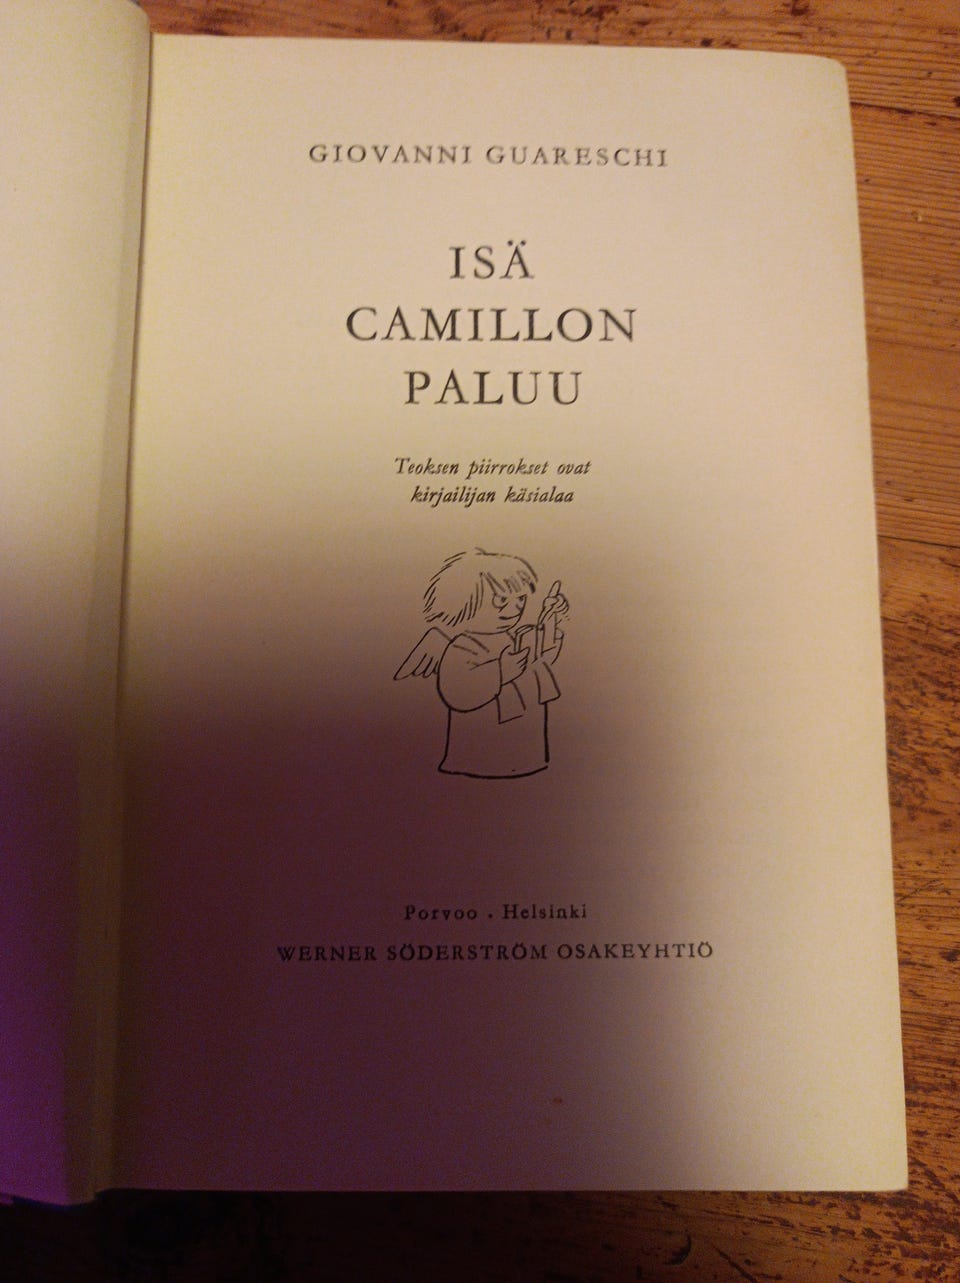 GIOVANNI GUARESCHI
ISÄ
CAMILLON
PALUU
Teoksen piirrokset ovat
kirjailijan käsialaa
Porvoo . Helsinki
WERNER SÖDERSTRÖM OSAKEYHTIÖ